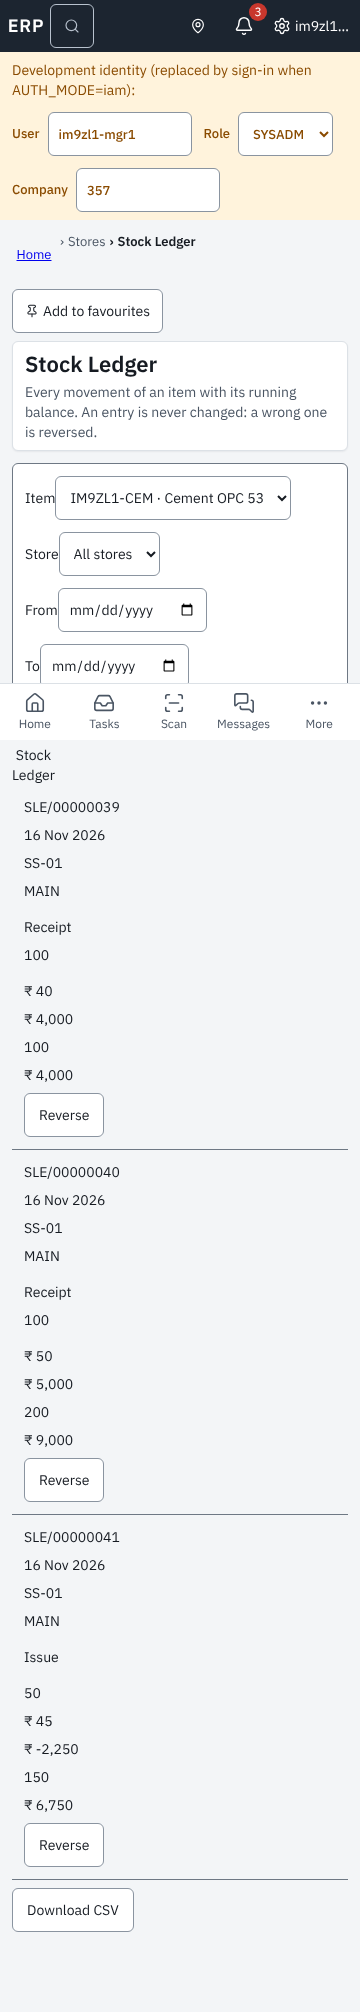 ERP
3
im9zl1...
Development identity (replaced by sign-in when
AUTH_MODE=iam):
User im9zl1-mgr1 Role SYSADM
Company 357
Home › Stores › Stock Ledger
Add to favourites
Stock Ledger
Every movement of an item with its running
balance. An entry is never changed: a wrong one
is reversed.
Item IM9ZL1-CEM · Cement OPC 53
Store All stores
From mm/dd/yyyy
To mm/dd/yyyy
Home Tasks Scan Messages More
Stock
Ledger
SLE/00000039
16 Nov 2026
SS-01
MAIN
Receipt
100
₹ 40
₹ 4,000
100
₹ 4,000
Reverse
SLE/00000040
16 Nov 2026
SS-01
MAIN
Receipt
100
₹ 50
₹ 5,000
200
₹ 9,000
Reverse
SLE/00000041
16 Nov 2026
SS-01
MAIN
Issue
50
₹ 45
₹ -2,250
150
₹ 6,750
Reverse
Download CSV